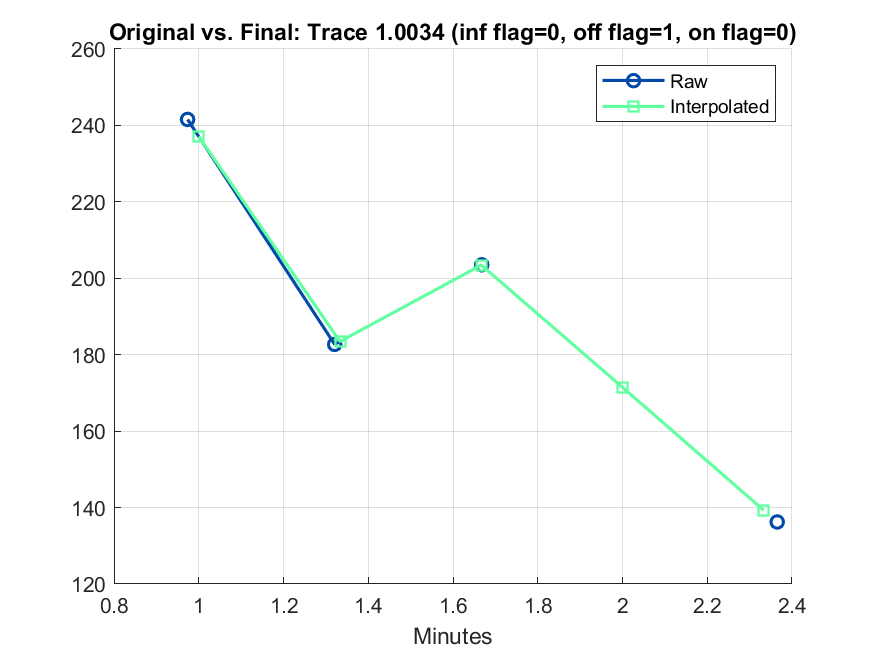 Original vs. Final: Trace 1.0034 (inf flag=0, off flag=1, on flag=0)
260
240
220
200
180
160
140
120
Raw
Interpolated
0.8 1 1.2 1.4 1.6 1.8 2 2.2 2.4
Minutes